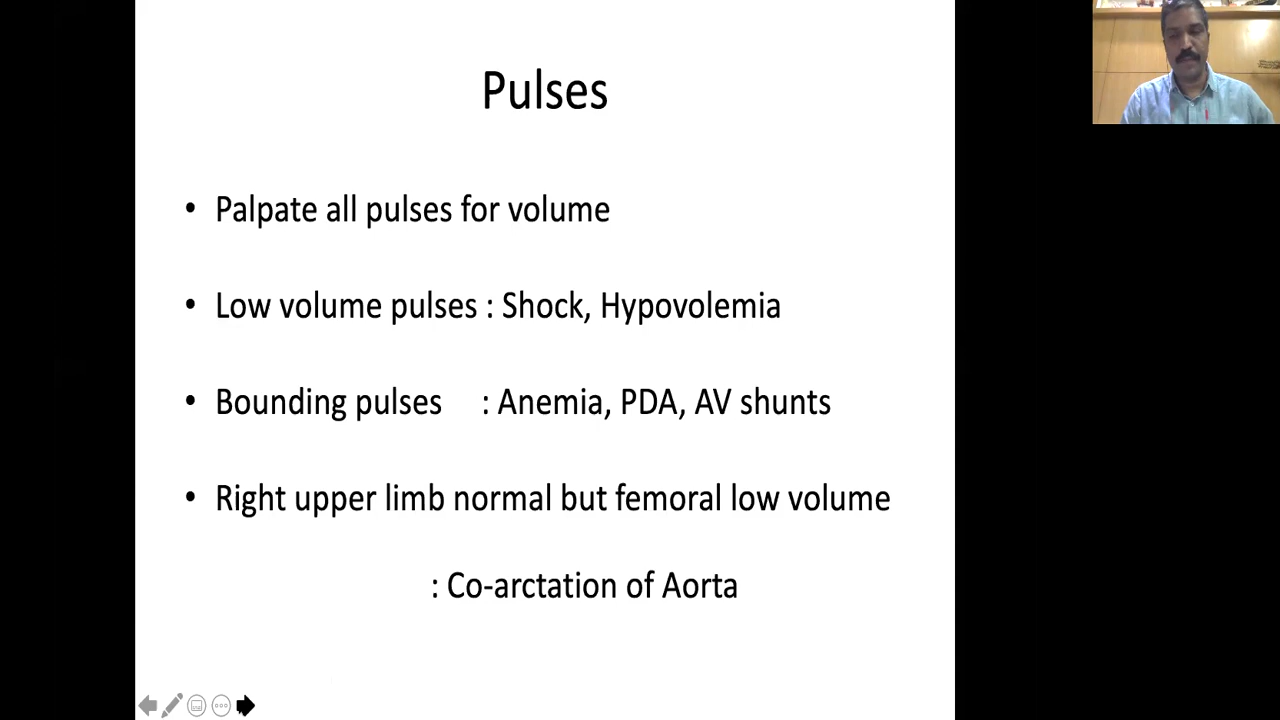 Pulses
• Palpate all pulses for volume
• Low volume pulses : Shock, Hypovolemia
• Bounding pulses : Anemia, PDA, AV shunts
• Right upper limb normal but femoral low volume
: Co-arctation of Aorta